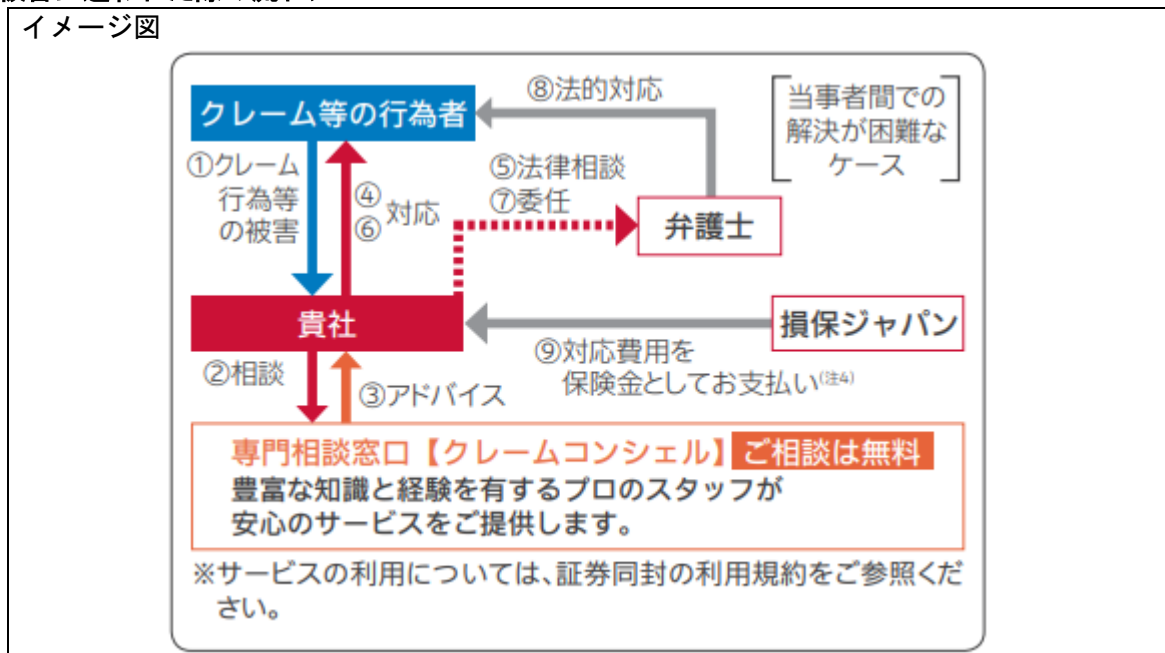 イメージ図
⑧法的対応
クレーム等の行為者
当事者間での
解決が困難な
ケース
①クレーム
行為等
の被害
④
⑥
対応
⑤法律相談
⑦委任
弁護士
貴社
損保ジャパン
⑨対応費用を
保険金としてお支払い(注4)
②相談
③アドバイス
専門相談窓口【クレームコンシェル】 ご相談は無料
豊富な知識と経験を有するプロのスタッフが
安心のサービスをご提供します。
※サービスの利用については、証券同封の利用規約をご参照くだ
さい。